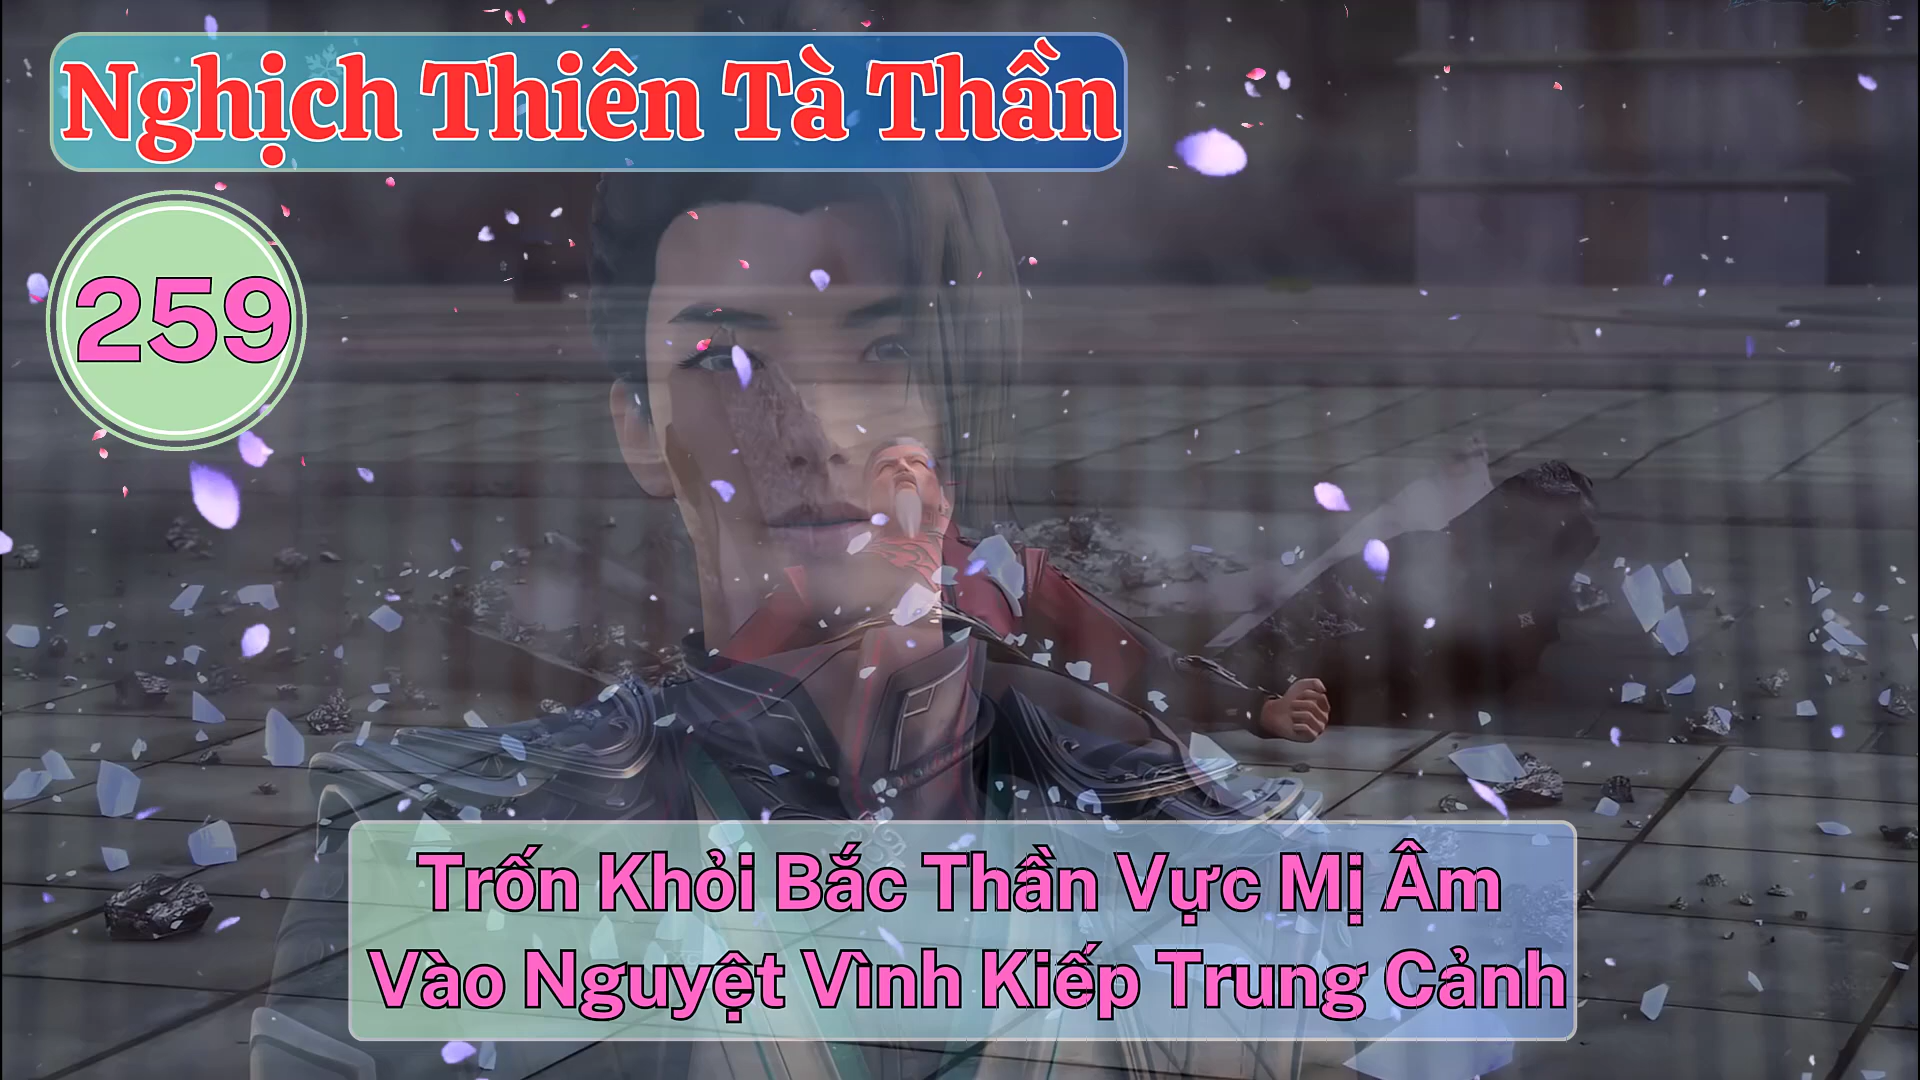 Nghịch Thiên Tà Thần
259
Trốn Khỏi Bắc Thần Vực Mị Âm
Vào Nguyệt Vình Kiếp Trung Cảnh